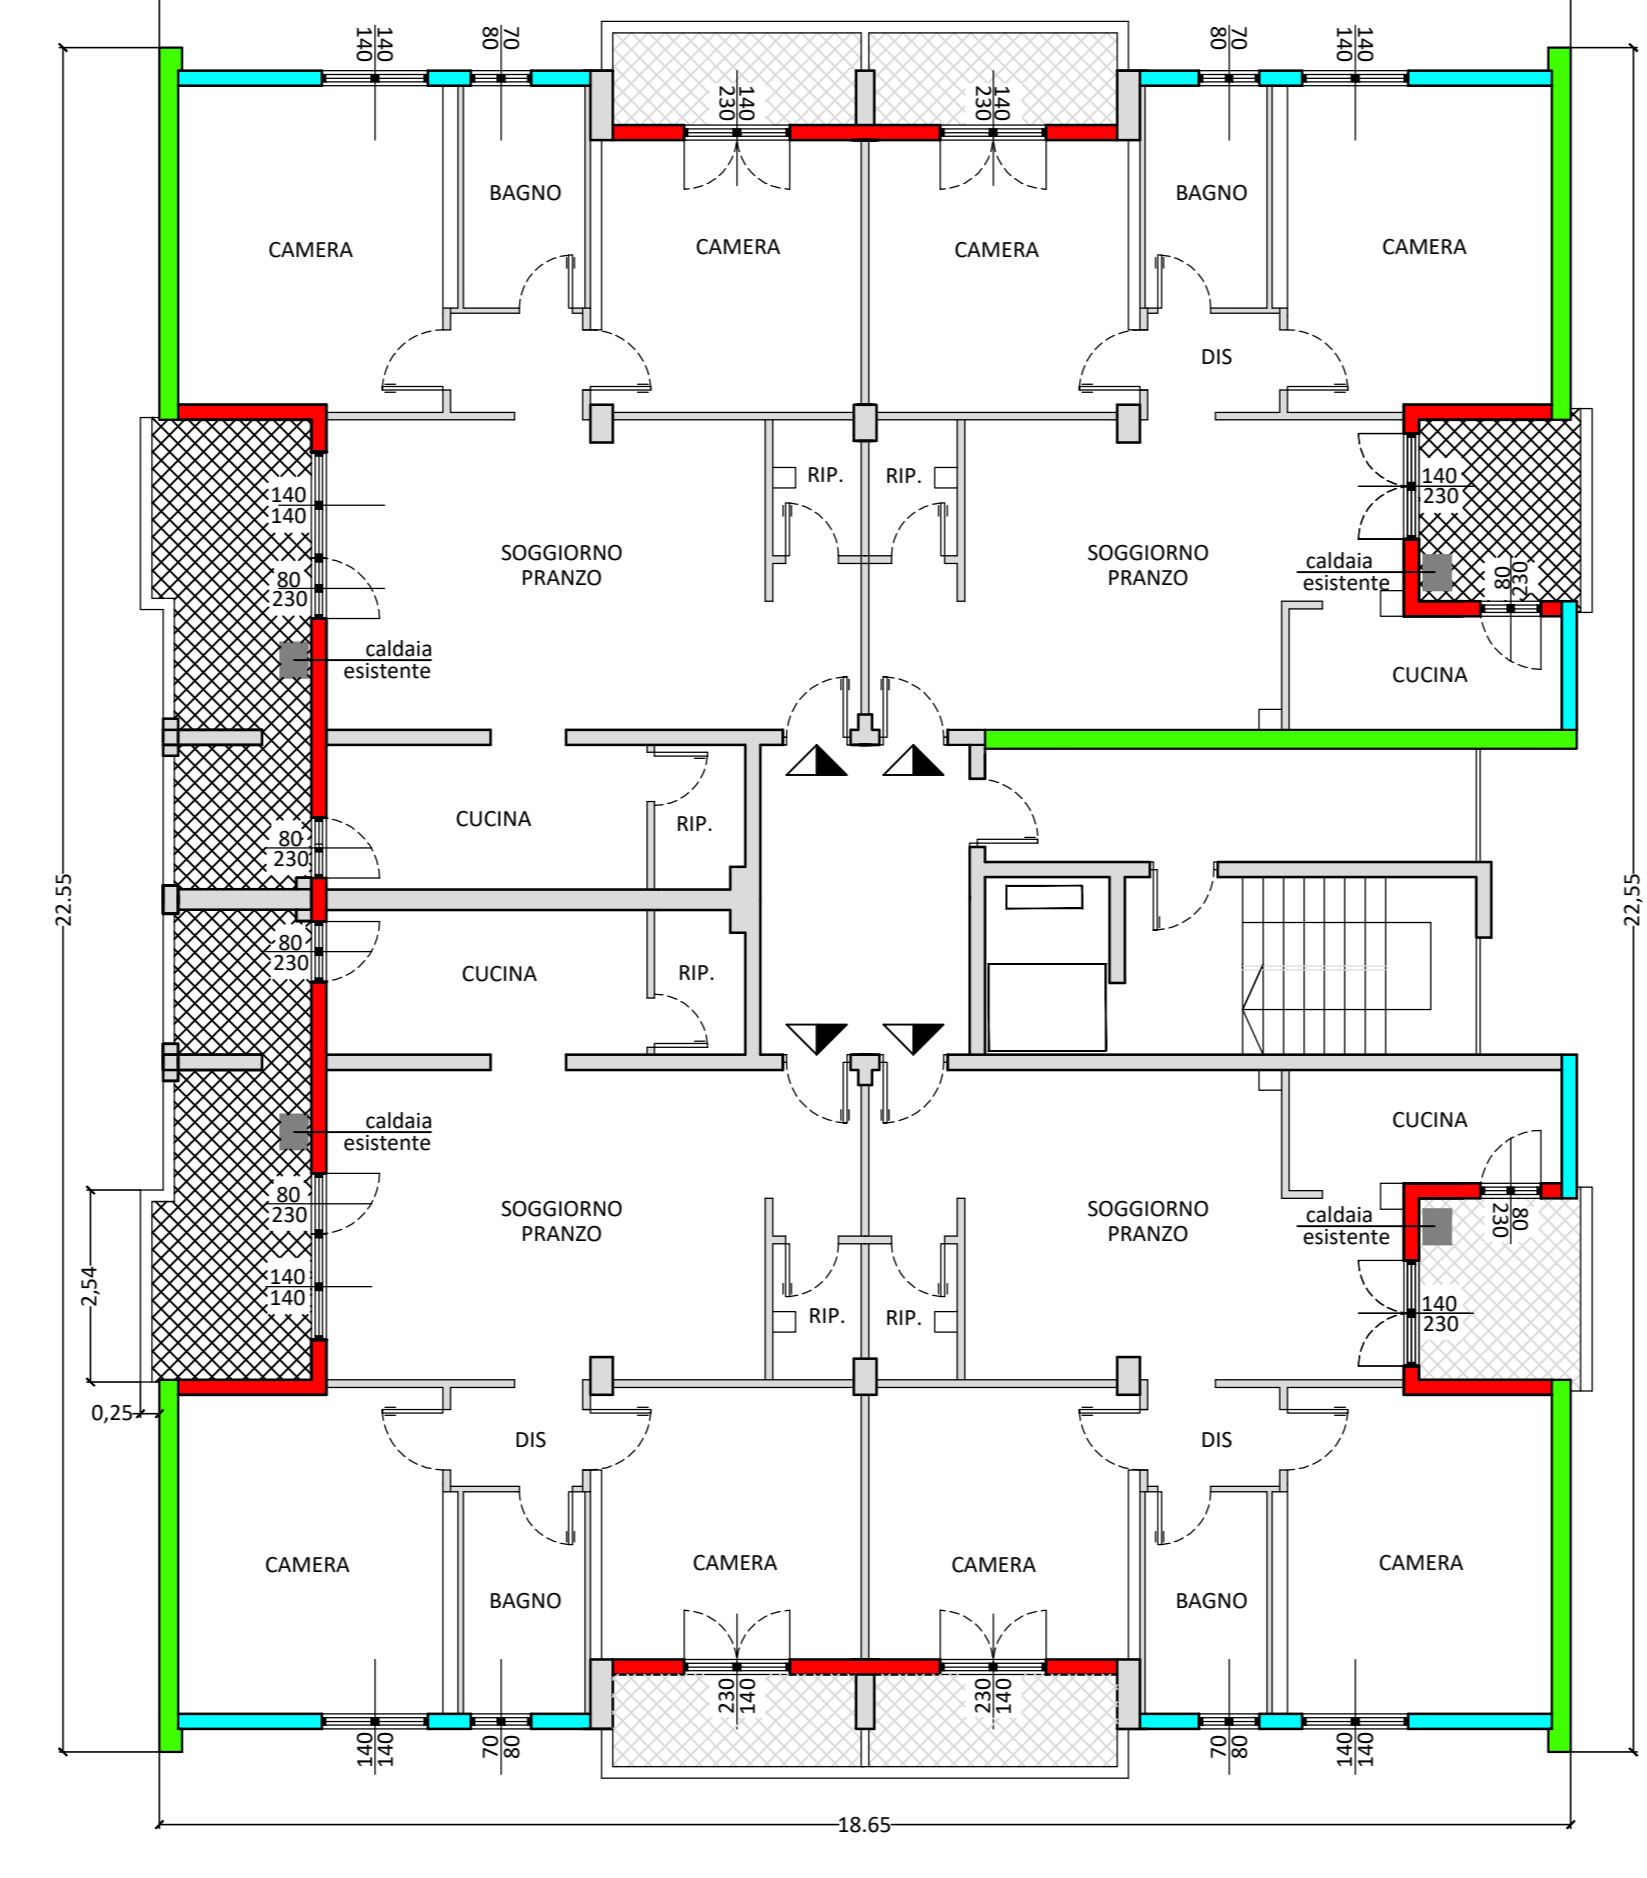 140
140
70
80
70
80
140
140
140
230
140
230
BAGNO
BAGNO
CAMERA
CAMERA
CAMERA
CAMERA
DIS
140
140
80
230
SOGGIORNO
PRANZO
RIP.
RIP.
SOGGIORNO
PRANZO
140
230
caldaia
esistente
80
230
caldaia
esistente
CUCINA
CUCINA
RIP.
80
230
22.55
22,55
80
230
CUCINA
RIP.
caldaia
esistente
CUCINA
80
230
SOGGIORNO
PRANZO
SOGGIORNO
PRANZO
caldaia
esistente
80
230
2,54
140
140
RIP.
RIP.
140
230
0,25
DIS
DIS
CAMERA
CAMERA
CAMERA
CAMERA
BAGNO
BAGNO
230
140
230
140
140
140
70
80
70
80
140
140
18.65